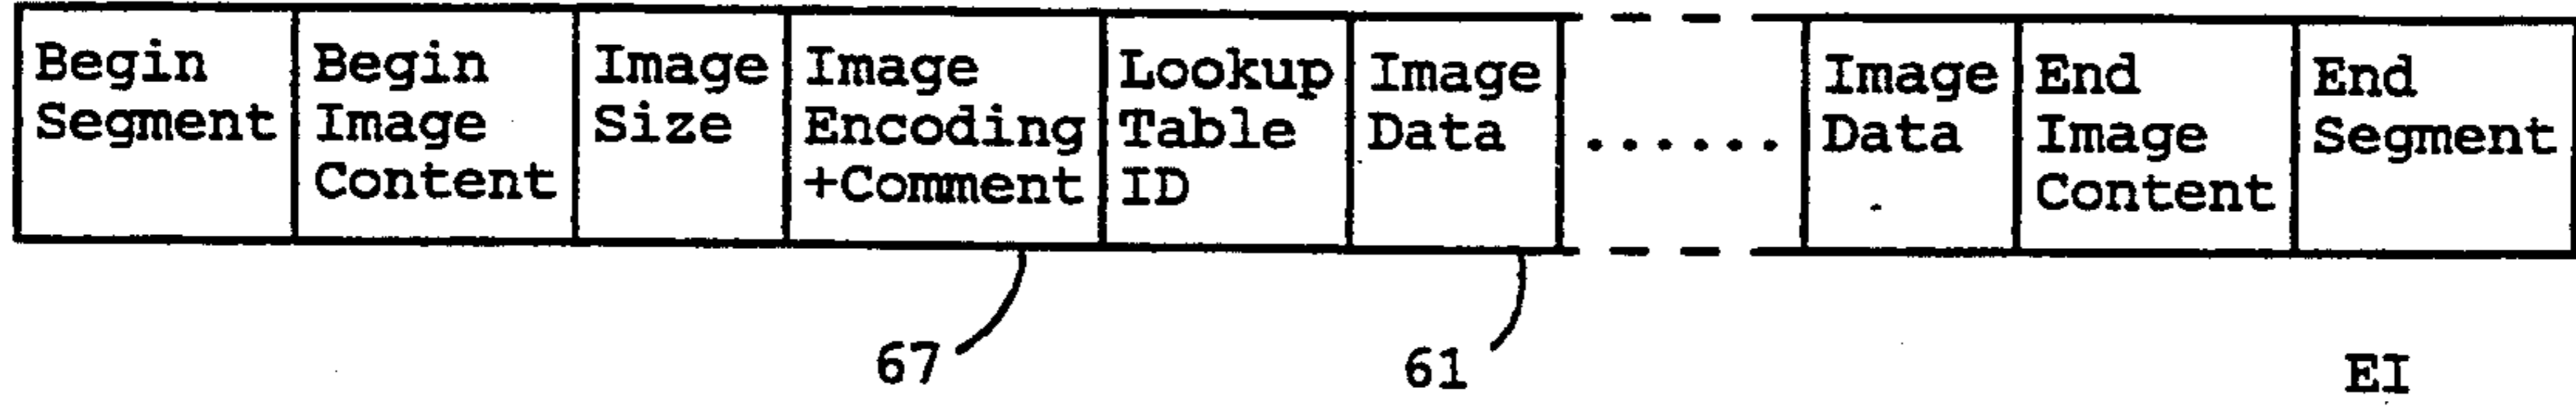 Begin
Segment
Begin
Image
Content
Image
Size
Image
Encoding
+Comment
Lookup
Table
ID
Image
Data
......
Image
Data
End
Image
Content
End
Segment
67
61
EI